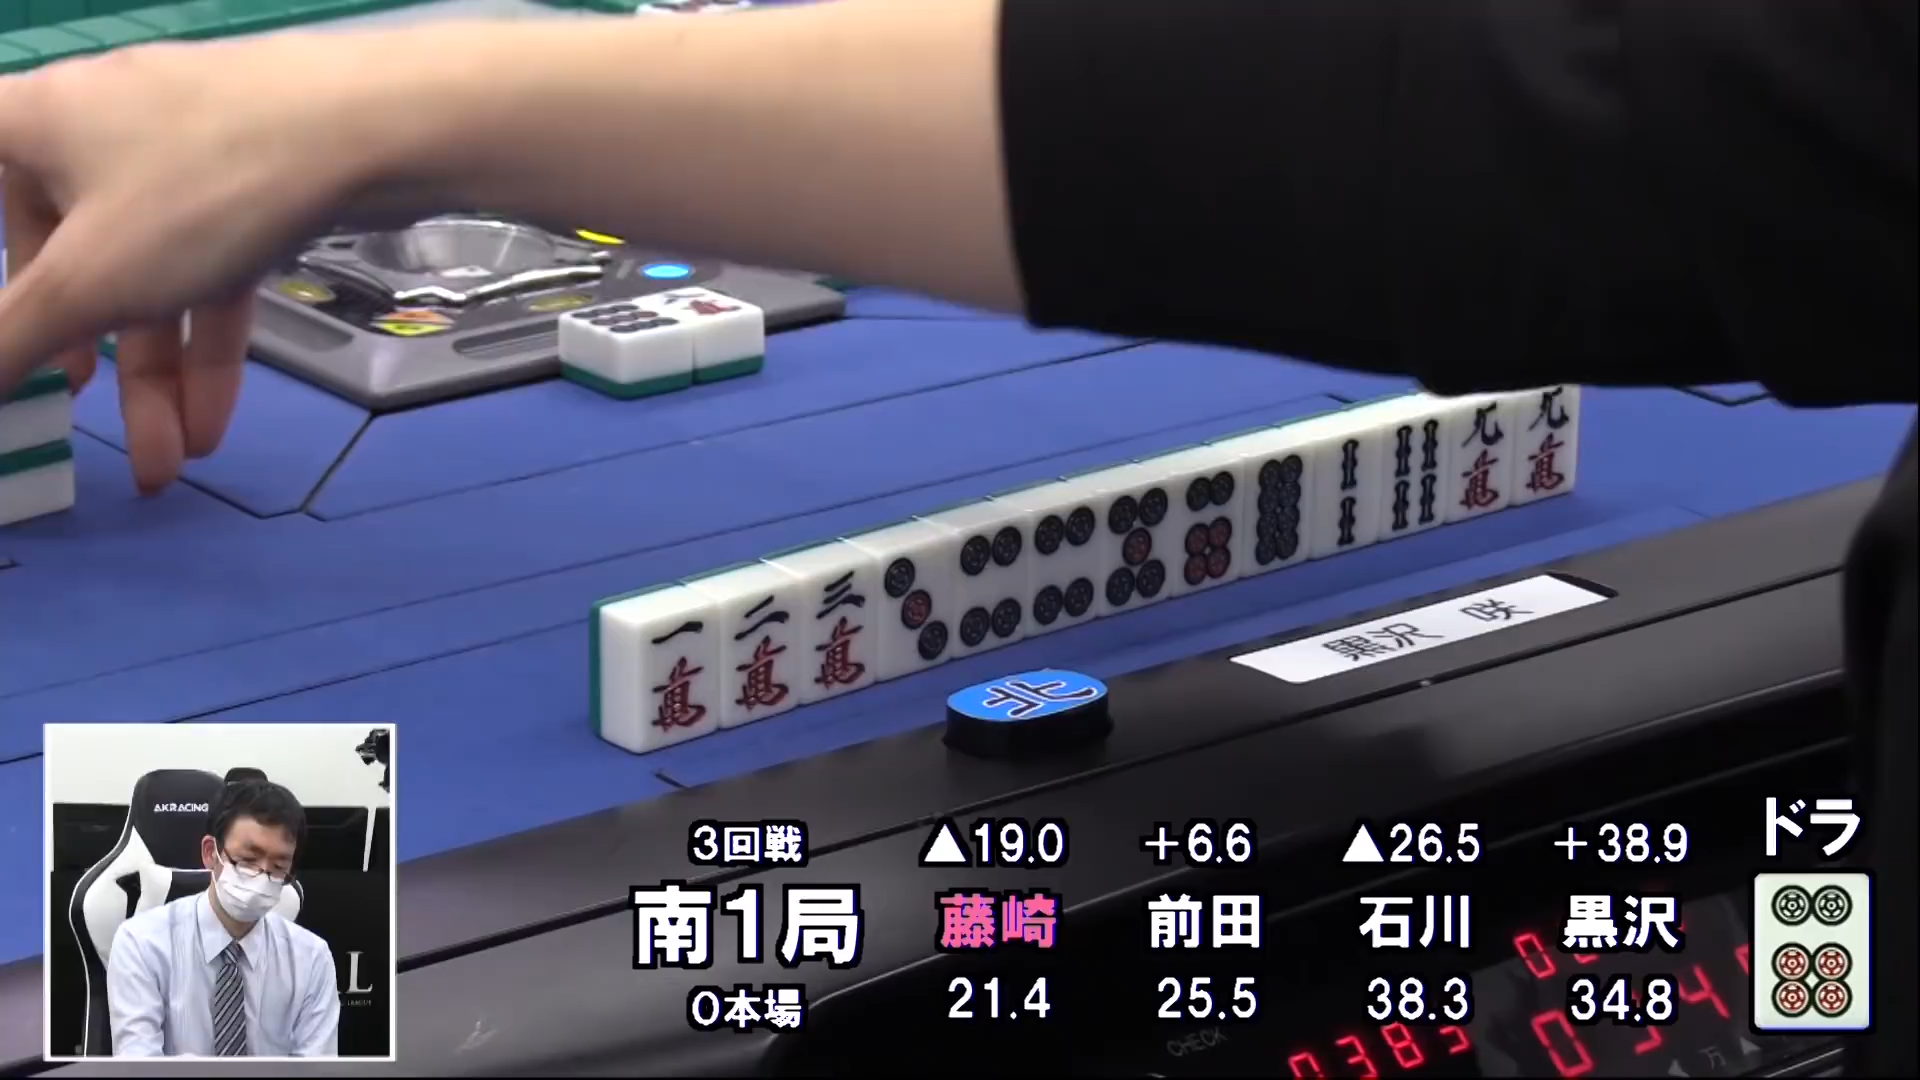 一萬
二萬
三萬
九萬
九萬
黒沢 咲
北
AKRACING
3回戦
南1局
0本場
▲19.0
藤崎
21.4
+6.6
前田
25.5
▲26.5
石川
38.3
+38.9
黒沢
34.8
ドラ
CHECK
0383